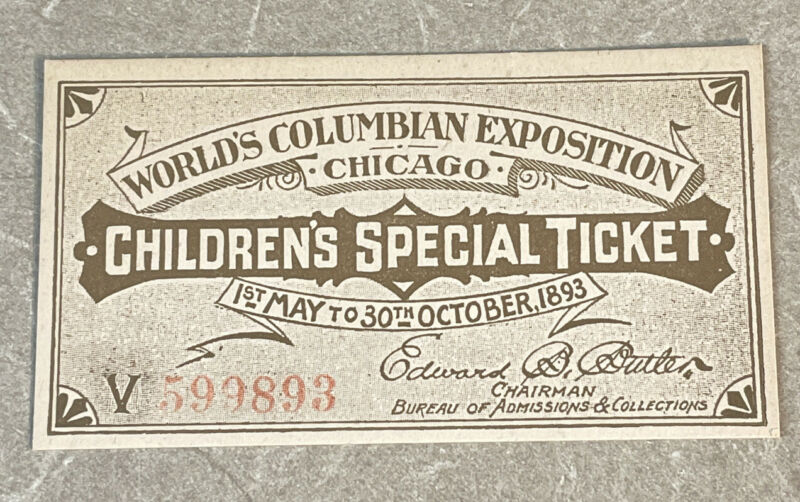 WORLD'S COLUMBIAN EXPOSITION
· CHICAGO ·
· CHILDREN'S SPECIAL TICKET ·
1ST MAY TO 30TH OCTOBER, 1893
Edward B. Butler
V 599893
CHAIRMAN
BUREAU OF ADMISSIONS & COLLECTIONS